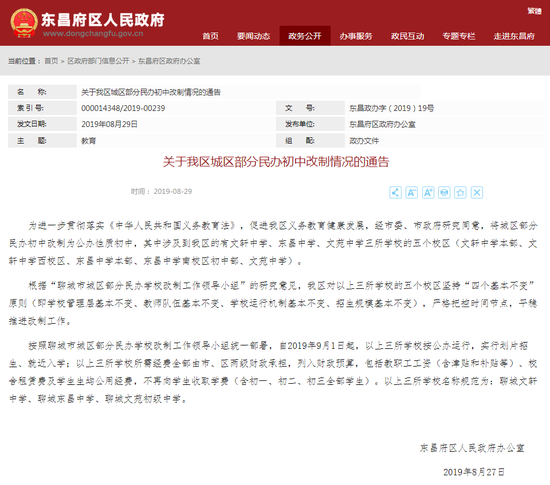 繁體
东昌府区人民政府
www.dongchangfu.gov.cn
首页 要闻动态 政务公开 办事服务 政民互动 专题专栏 走进东昌府
当前位置： 首页 > 区政府部门信息公开 > 东昌府区政府办公室
名 称： 关于我区城区部分民办初中改制情况的通告
索 引 号： 000014348/2019-00239 文 号： 东昌政办字〔2019〕19号
发文日期： 2019年08月29日 发布单位： 东昌府区政府办公室
主 题： 教育 组 配： 政办文件
关于我区城区部分民办初中改制情况的通告
时间： 2019-08-29
为进一步贯彻落实《中华人民共和国义务教育法》，促进我区义务教育健康发展，经市委、市政府研究同意，将城区部分
民办初中改制为公办性质初中，其中涉及到我区的有文轩中学、东昌中学、文苑中学三所学校的五个校区（文轩中学本部、文
轩中学西校区、东昌中学本部、东昌中学南校区初中部、文苑中学）。
根据“聊城市城区部分民办学校改制工作领导小组”的研究意见，我区对以上三所学校的五个校区坚持“四个基本不变”
原则（即学校管理层基本不变、教师队伍基本不变、学校运行机制基本不变、招生规模基本不变），严格把控时间节点，平稳
推进改制工作。
按照聊城市城区部分民办学校改制工作领导小组统一部署，自2019年9月1日起，以上三所学校按公办运行，实行划片招
生、就近入学；以上三所学校所需经费全部由市、区两级财政承担，列入财政预算，包括教职工工资（含津贴和补贴等）、校
舍租赁费及学生生均公用经费，不再向学生收取学费（含初一、初二、初三全部学生）。以上三所学校名称规范为：聊城文轩
中学、聊城东昌中学、聊城文苑初级中学。
东昌府区人民政府办公室
2019年8月27日